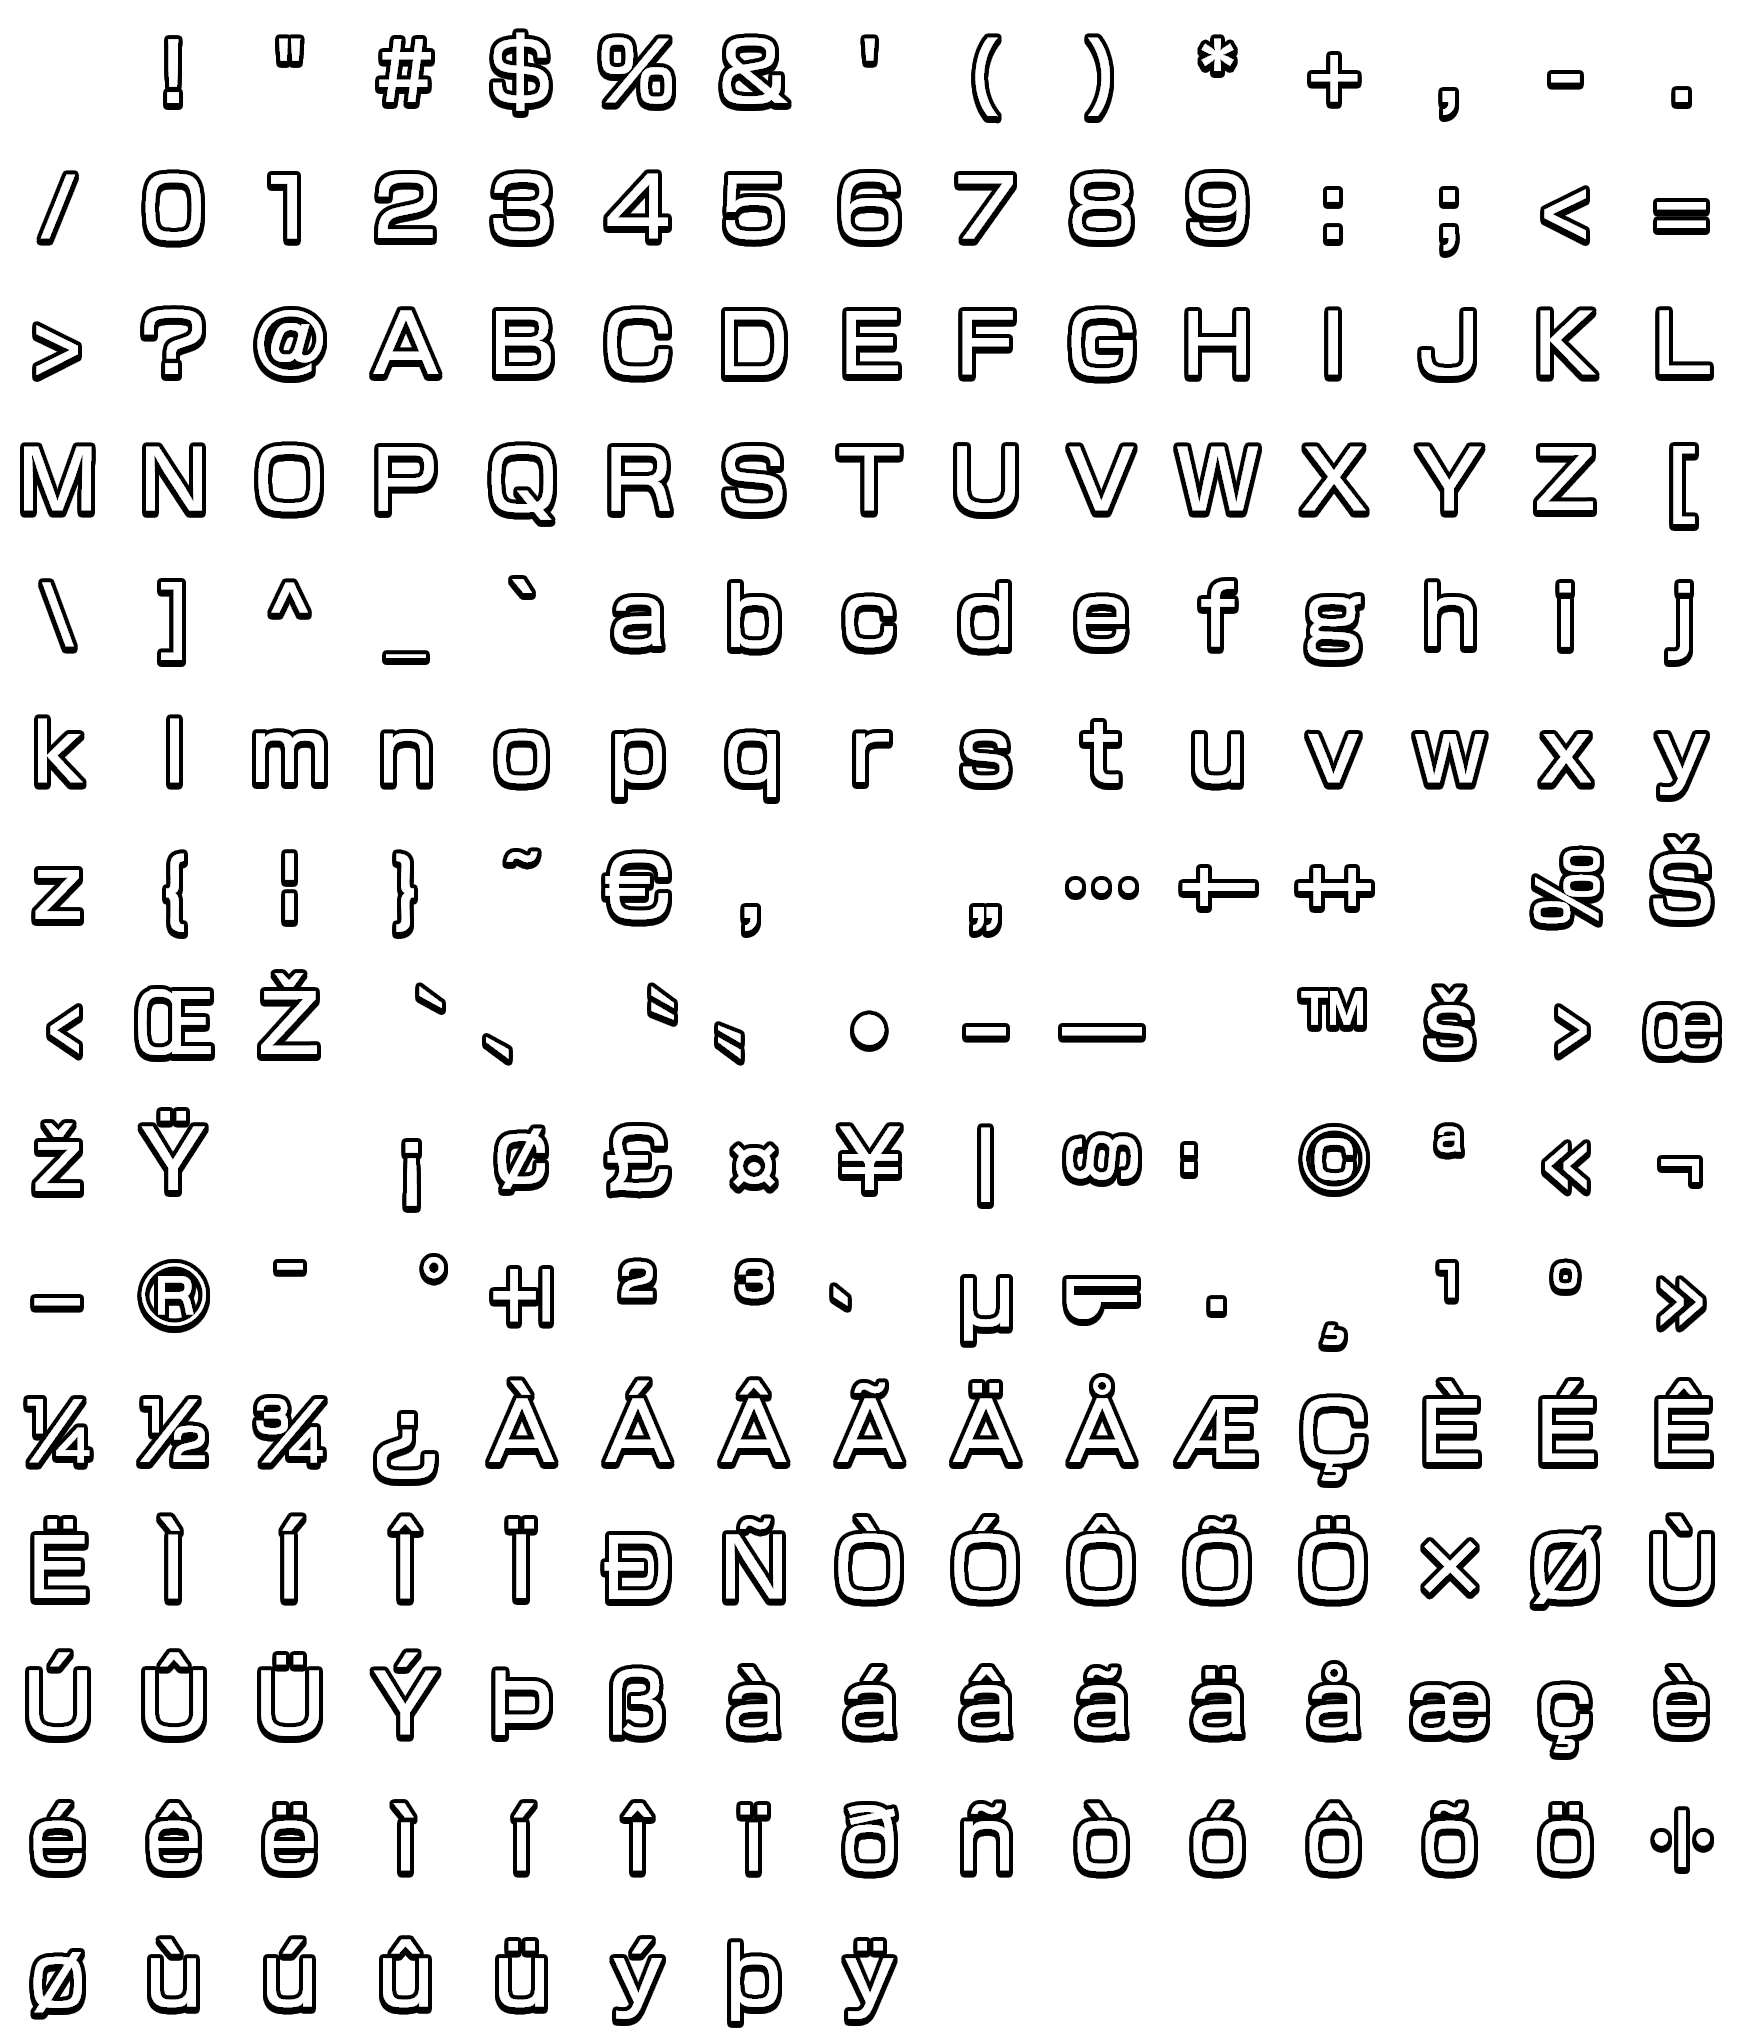 ! " # $ % & ' ( ) * + , - .
/ 0 1 2 3 4 5 6 7 8 9 : ; < =
> ? @ A B C D E F G H I J K L
M N O P Q R S T U V W X Y Z [
\ ] ^ _ ` a b c d e f g h i j
k l m n o p q r s t u v w x y
z { ¦ } ˜ € ‚ „ … † ‡ ‰ Š
‹ Œ Ž ‘ ’ “ ” • – — ™ š › œ
ž Ÿ ¡ ¢ £ ¤ ¥ | § ¨ © ª « ¬
– ® ¯ ° ± ² ³ ´ µ ¶ · ¸ ¹ º »
¼ ½ ¾ ¿ À Á Â Ã Ä Å Æ Ç È É Ê
Ë Ì Í Î Ï Ð Ñ Ò Ó Ô Õ Ö × Ø Ù
Ú Û Ü Ý Þ ß à á â ã ä å æ ç è
é ê ë ì í î ï ð ñ ò ó ô õ ö ÷
ø ù ú û ü ý þ ÿ